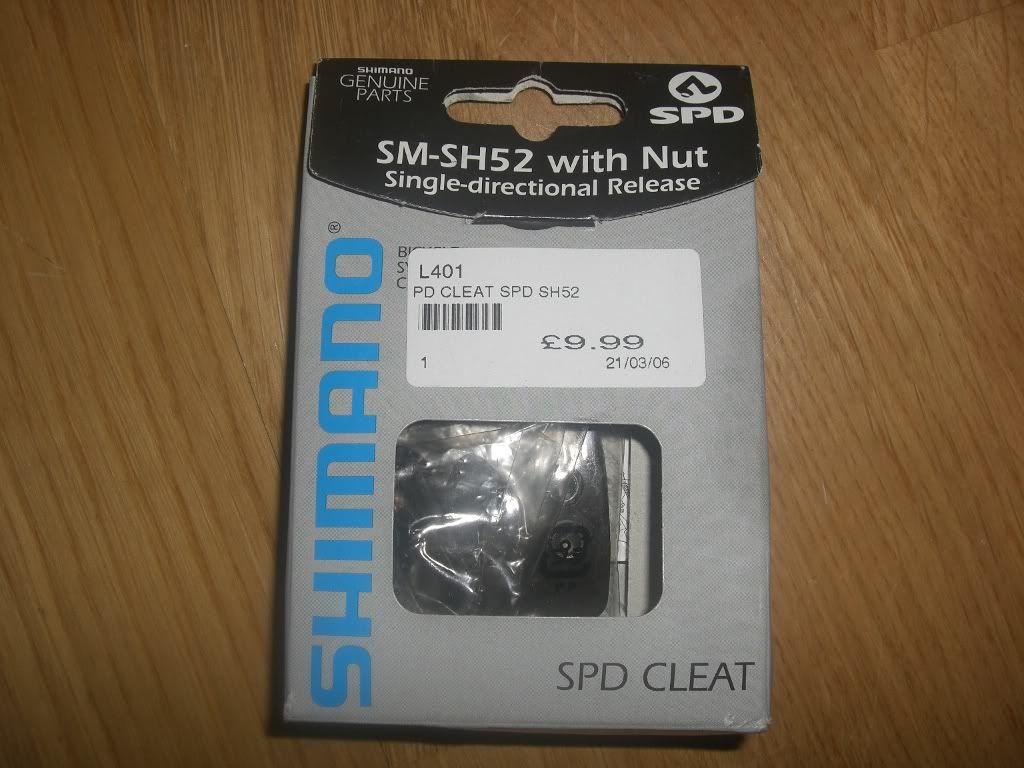 SHIMANO
GENUINE
PARTS
SPD
SM-SH52 with Nut
Single-directional Release
SHIMANO®
L401
PD CLEAT SPD SH52
£9.99
1
21/03/06
SPD CLEAT